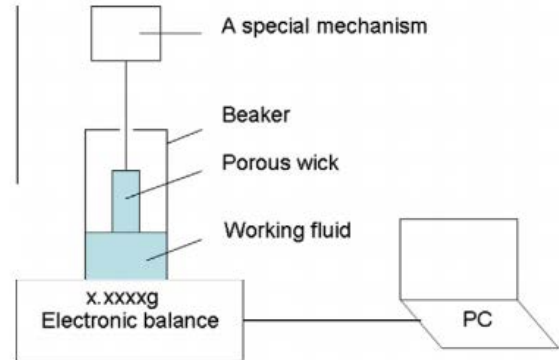 A special mechanism
Beaker
Porous wick
Working fluid
x.xxxxg
Electronic balance
PC